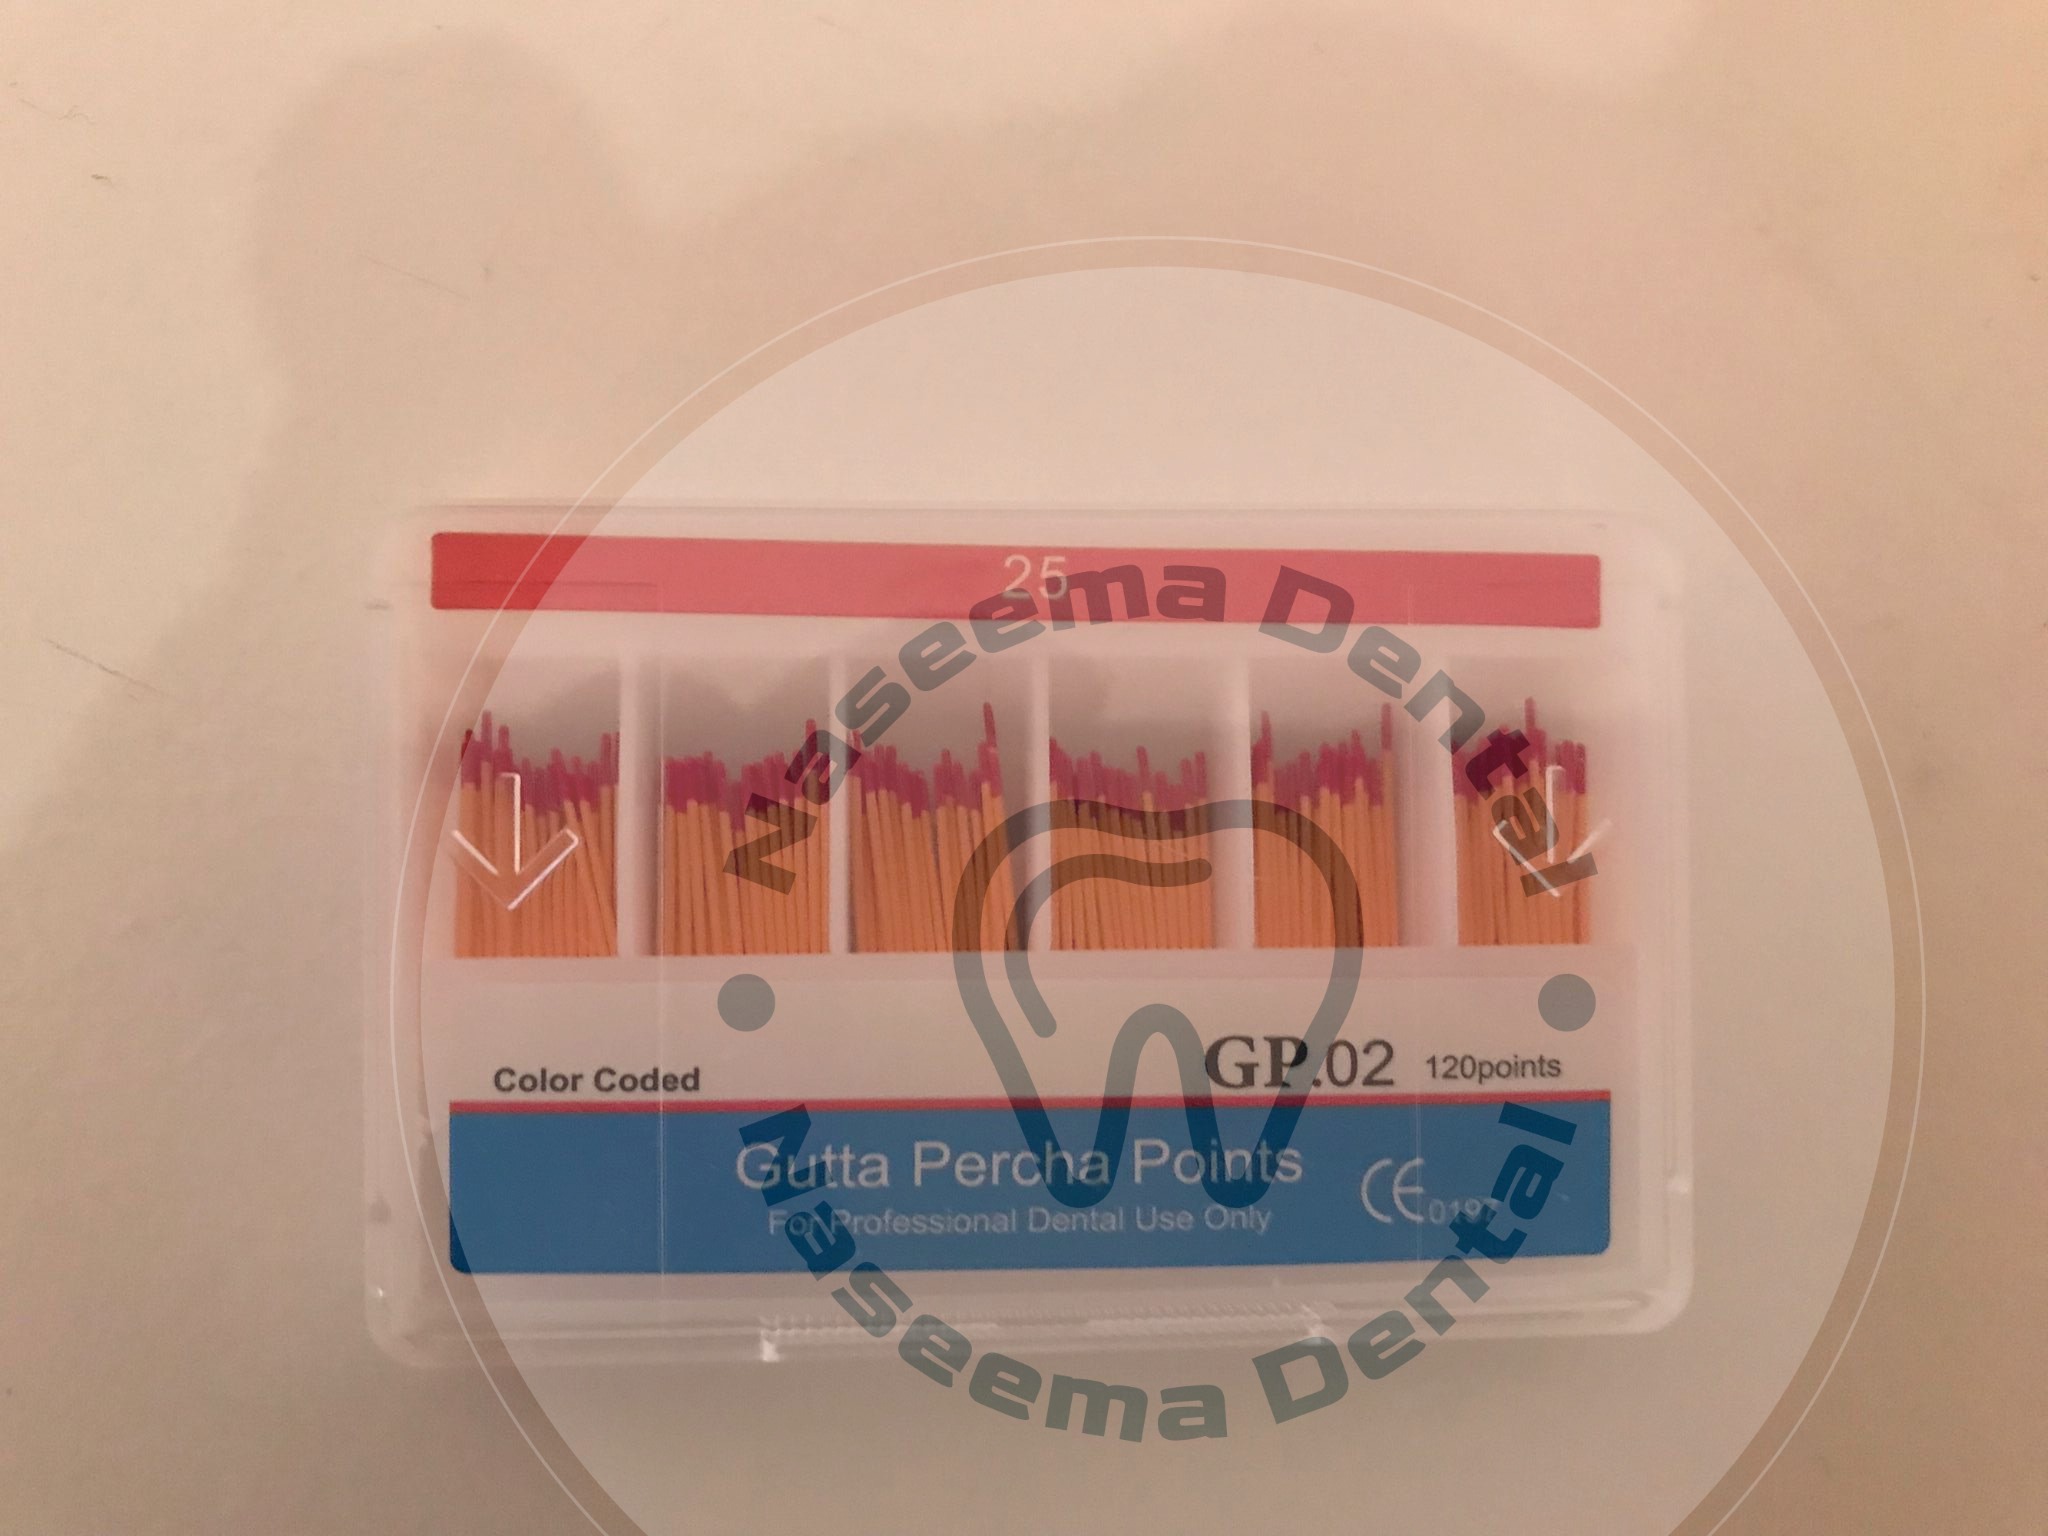 25
Naseema Dental
Color Coded
GP.02 120points
Gutta Percha Points
For Professional Dental Use Only
CE 0197
Naseema Dental